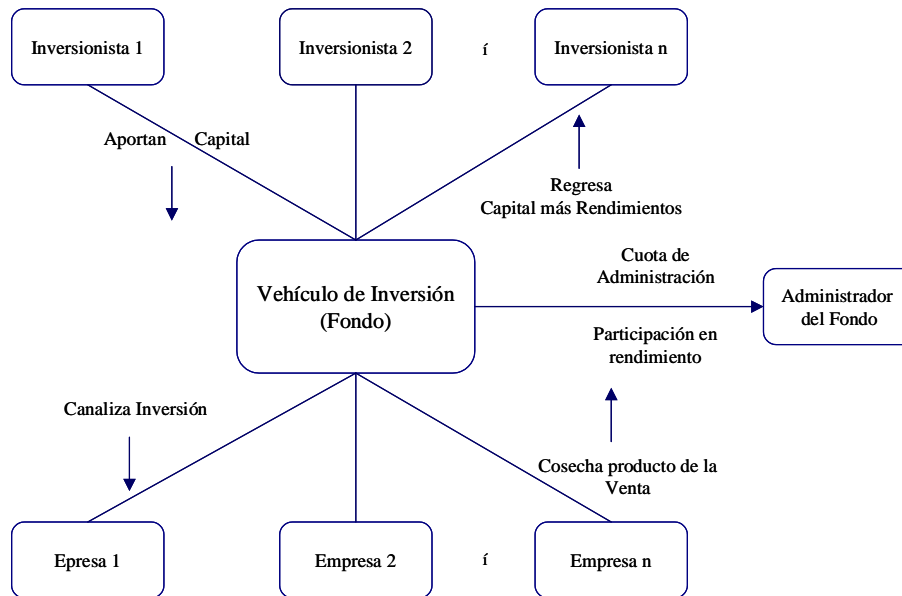 Inversionista 1
Inversionista 2
í
Inversionista n
Aportan Capital
Regresa
Capital más Rendimientos
Vehículo de Inversión
(Fondo)
Cuota de
Administración
Administrador
del Fondo
Participación en
rendimiento
Canaliza Inversión
Cosecha producto de la
Venta
Epresa 1
Empresa 2
í
Empresa n